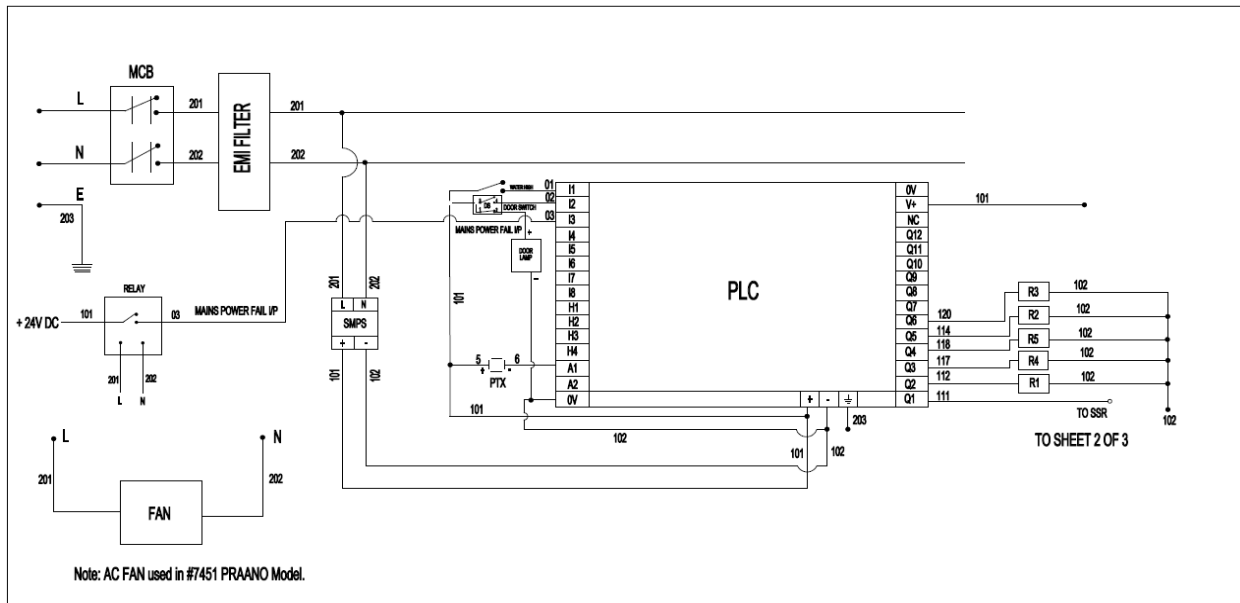 MCB
L
201
EMI FILTER
201
N
202
202
E
203
WATER HIGH
01
02
DS
DOOR SWITCH
03
MAINS POWER FAIL I/P
+
DOOR
LAMP
-
I1
I2
I3
I4
I5
I6
I7
I8
H1
H2
H3
H4
A1
A2
0V
PLC
0V
V+
NC
Q12
Q11
Q10
Q9
Q8
Q7
Q6
Q5
Q4
Q3
Q2
Q1
101
120
114
118
117
112
111
R3
102
R2
102
R5
102
R4
102
R1
102
TO SSR
102
TO SHEET 2 OF 3
RELAY
+ 24V DC
101
03
MAINS POWER FAIL I/P
201
202
L
N
201
202
L
N
SMPS
+
-
101
102
101
5
6
+
-
PTX
101
102
+
-
203
101
102
L
N
201
202
FAN
Note: AC FAN used in #7451 PRAANO Model.